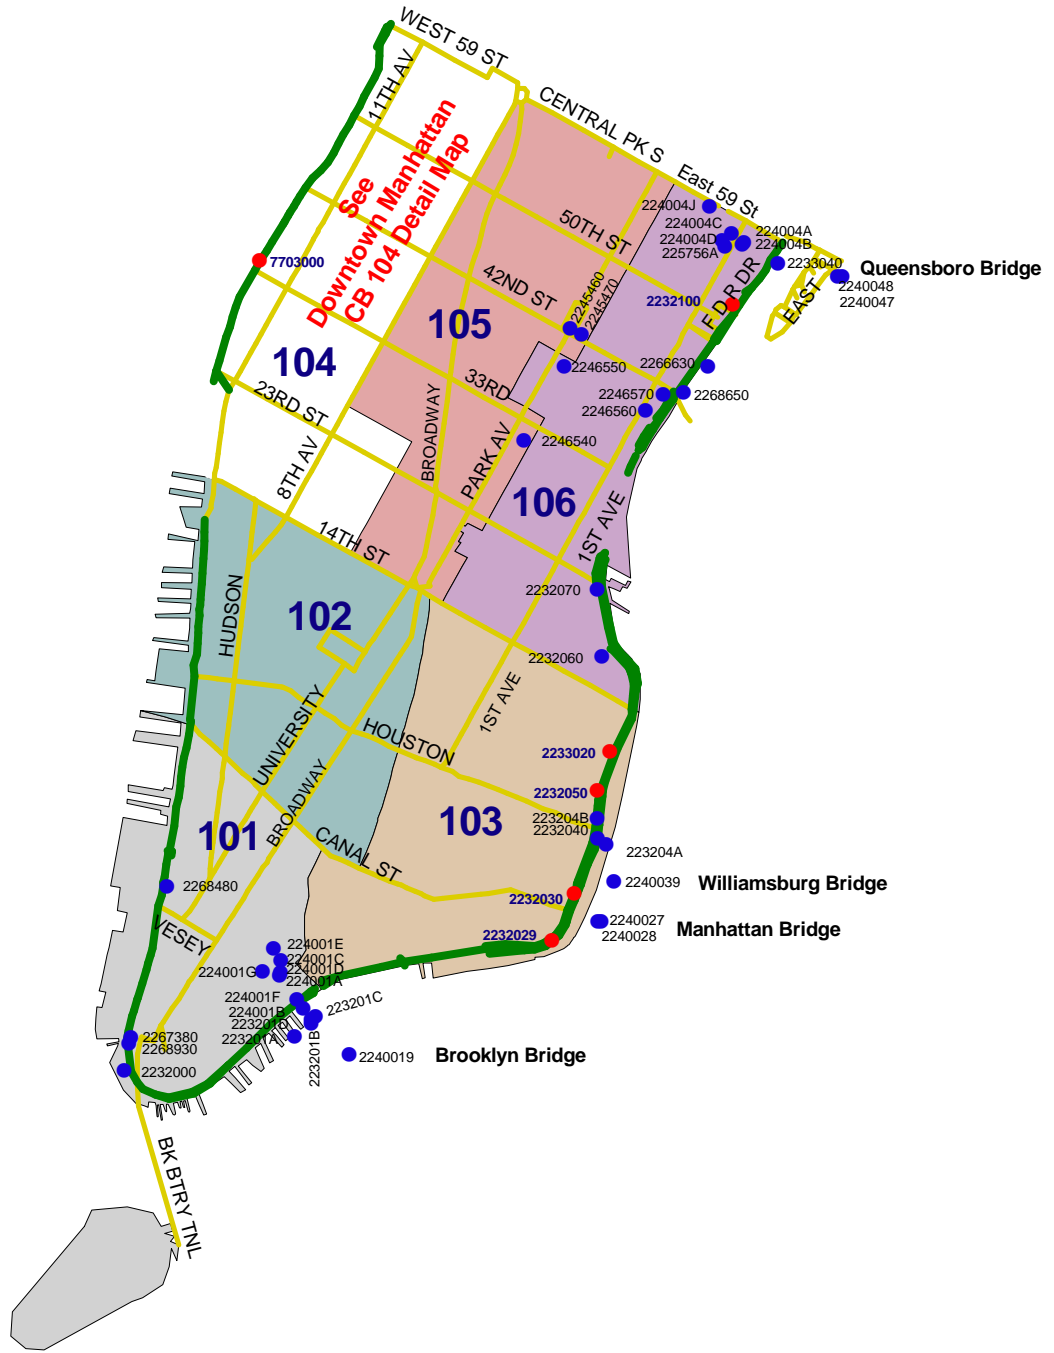 WEST 59 ST
11TH AV
CENTRAL PK S
See
Downtown Manhattan
CB 104 Detail Map
East 59 St
224004J
224004C
224004A
224004D
224004B
225756A
50TH ST
7703000
2233040
Queensboro Bridge
2240048
2240047
42ND ST
2245460
2245470
2232100
F D R DR
EAST
105
104
2246550
2266630
33RD
23RD ST
2246570
2268650
2246560
BROADWAY
PARK AV
2246540
8TH AV
106
1ST AVE
14TH ST
HUDSON
2232070
102
2232060
1ST AVE
UNIVERSITY
HOUSTON
2233020
BROADWAY
2232050
103
223204B
2232040
101
CANAL ST
223204A
2268480
2240039
Williamsburg Bridge
2232030
VESEY
2240027
2240028
Manhattan Bridge
2232029
224001E
224001C
224001G
224001D
224001A
224001F
224001B
223201C
223201D
223201A
223201B
2267380
2268930
2240019
Brooklyn Bridge
2232000
BK BTRY TNL